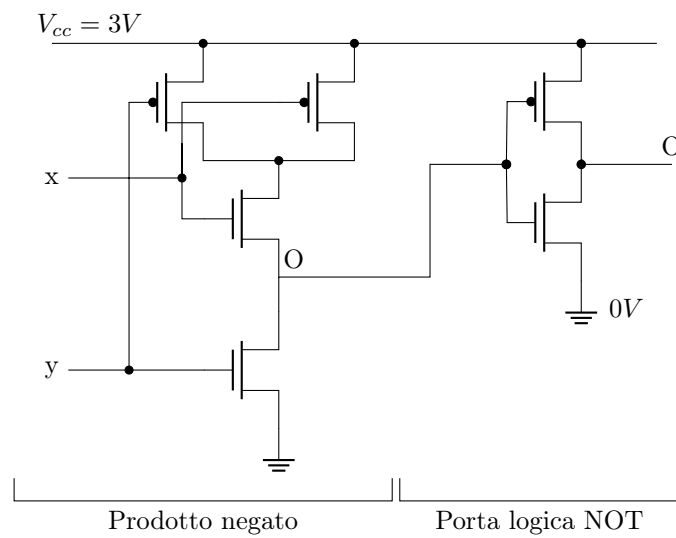 V_{cc} = 3V
x
O
O
0V
y
Prodotto negato
Porta logica NOT